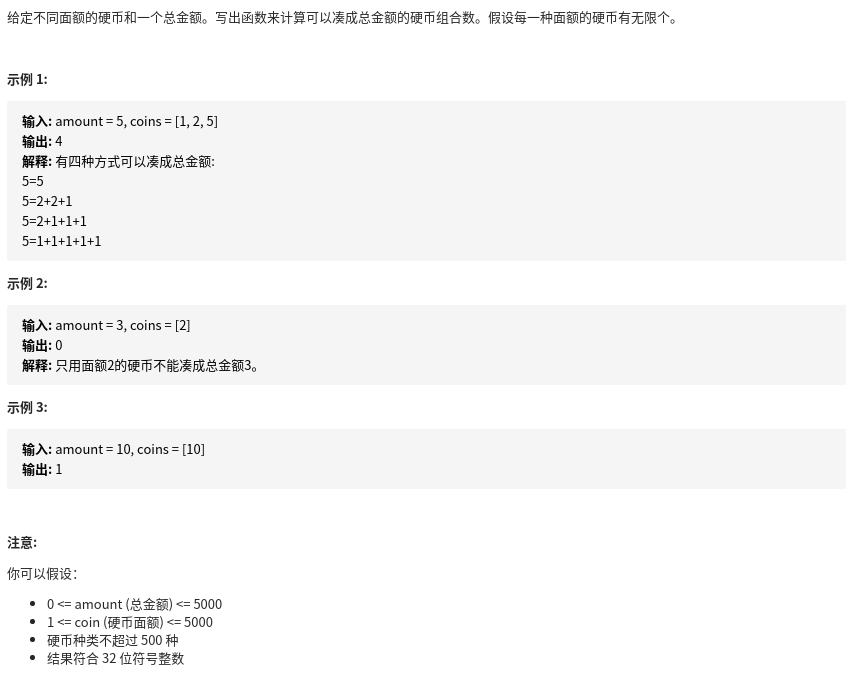 给定不同面额的硬币和一个总金额。写出函数来计算可以凑成总金额的硬币组合数。假设每一种面额的硬币有无限个。
示例 1:
输入: amount = 5, coins = [1, 2, 5]
输出: 4
解释: 有四种方式可以凑成总金额:
5=5
5=2+2+1
5=2+1+1+1
5=1+1+1+1+1
示例 2:
输入: amount = 3, coins = [2]
输出: 0
解释: 只用面额2的硬币不能凑成总金额3。
示例 3:
输入: amount = 10, coins = [10]
输出: 1
注意:
你可以假设：
• 0 <= amount (总金额) <= 5000
• 1 <= coin (硬币面额) <= 5000
• 硬币种类不超过 500 种
• 结果符合 32 位符号整数